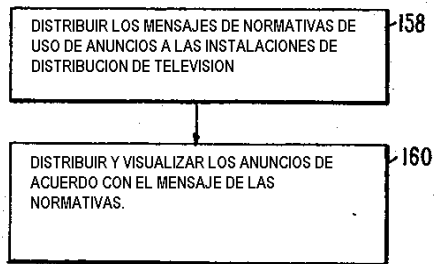 DISTRIBUIR LOS MENSAJES DE NORMATIVAS DE
USO DE ANUNCIOS A LAS INSTALACIONES DE
DISTRIBUCION DE TELEVISION
158
DISTRIBUIR Y VISUALIZAR LOS ANUNCIOS DE
ACUERDO CON EL MENSAJE DE LAS
NORMATIVAS.
160